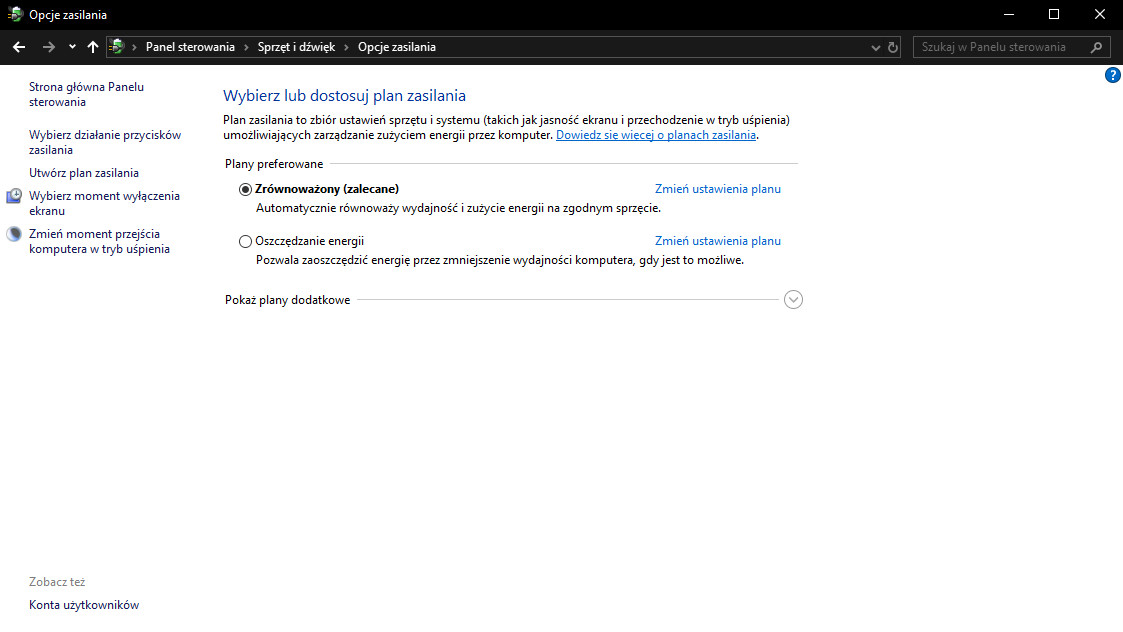 Opcje zasilania
Panel sterowania
Sprzęt i dźwięk
Opcje zasilania
Szukaj w Panelu sterowania
?
Strona główna Panelu
sterowania
Wybierz działanie przycisków
zasilania
Utwórz plan zasilania
Wybierz moment wyłączenia
ekranu
Zmień moment przejścia
komputera w tryb uśpienia
Wybierz lub dostosuj plan zasilania
Plan zasilania to zbiór ustawień sprzętu i systemu (takich jak jasność ekranu i przechodzenie w tryb uśpienia)
umożliwiających zarządzanie zużyciem energii przez komputer. Dowiedz się więcej o planach zasilania.
Plany preferowane
Zrównoważony (zalecane) Zmień ustawienia planu
Automatycznie równoważy wydajność i zużycie energii na zgodnym sprzęcie.
Oszczędzanie energii Zmień ustawienia planu
Pozwala zaoszczędzić energię przez zmniejszenie wydajności komputera, gdy jest to możliwe.
Pokaż plany dodatkowe
Zobacz też
Konta użytkowników